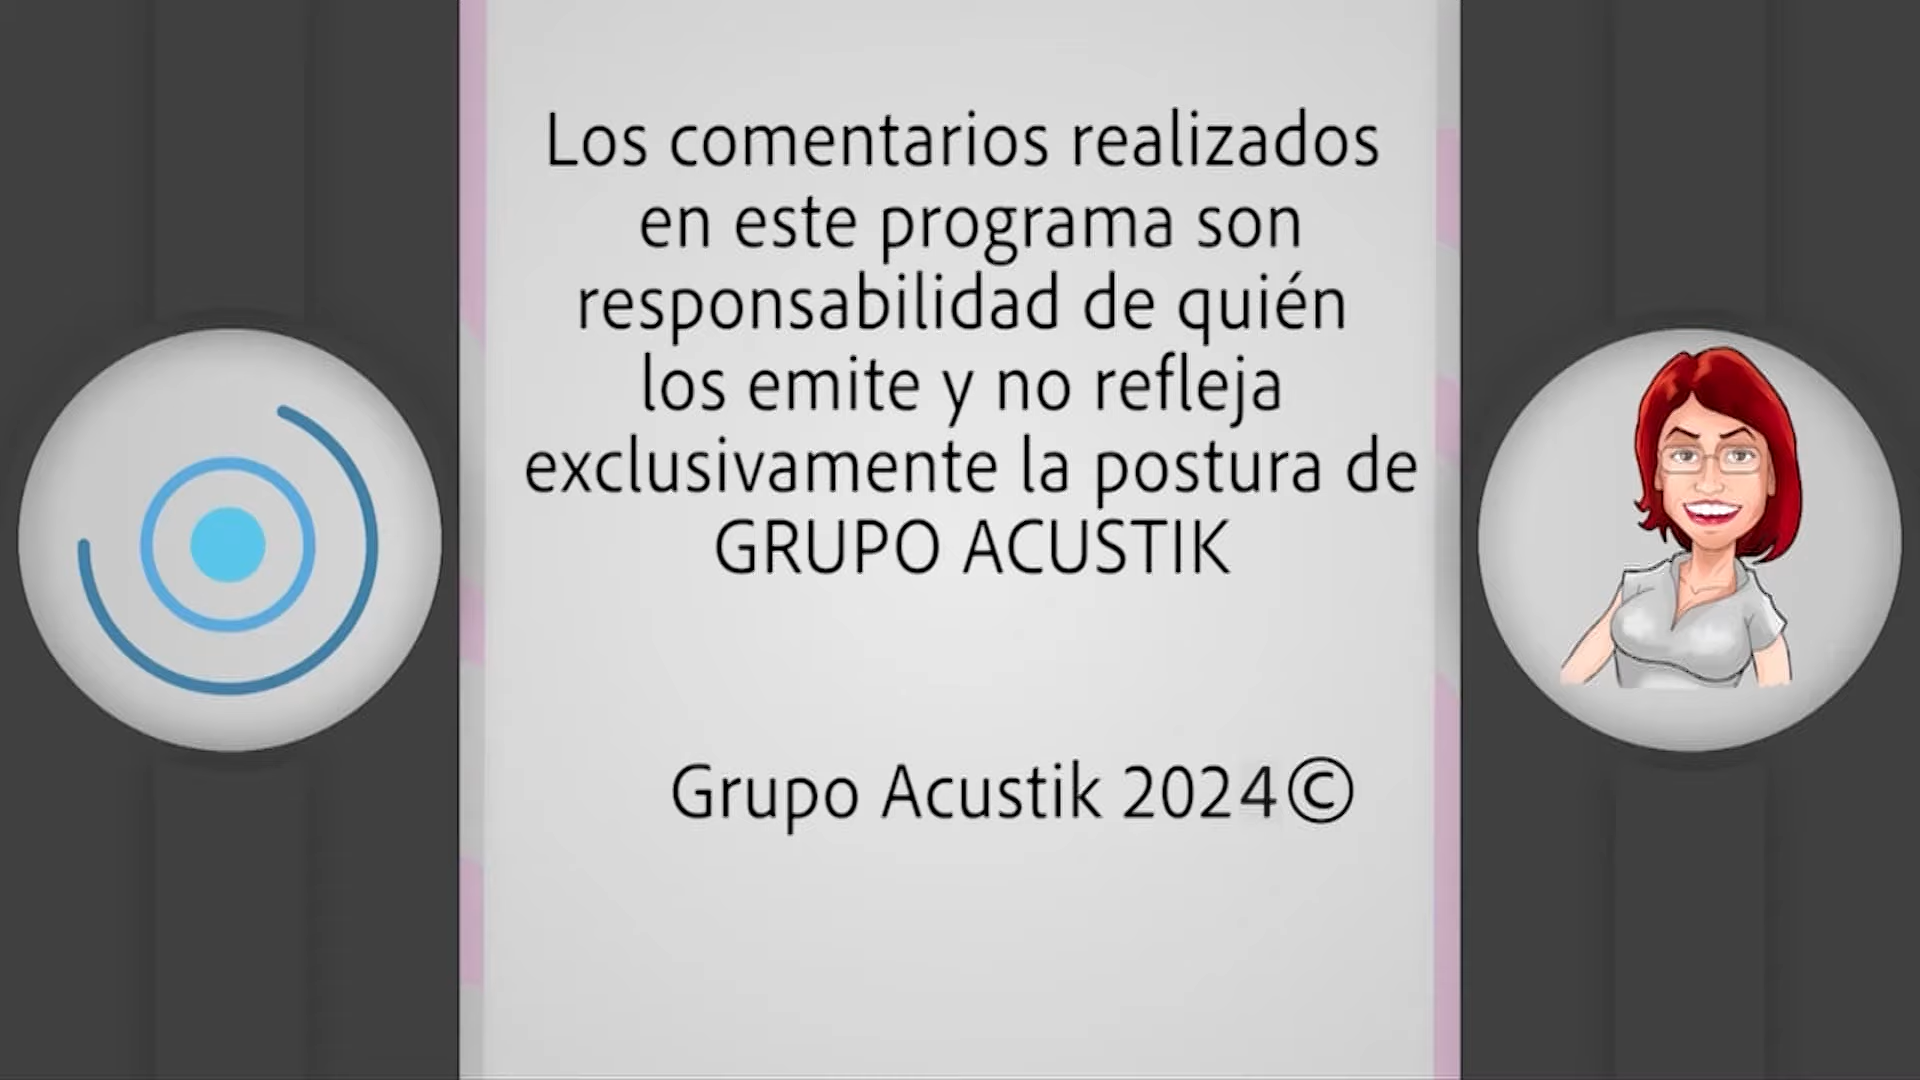 Los comentarios realizados
en este programa son
responsabilidad de quién
los emite y no refleja
exclusivamente la postura de
GRUPO ACUSTIK
Grupo Acustik 2024©